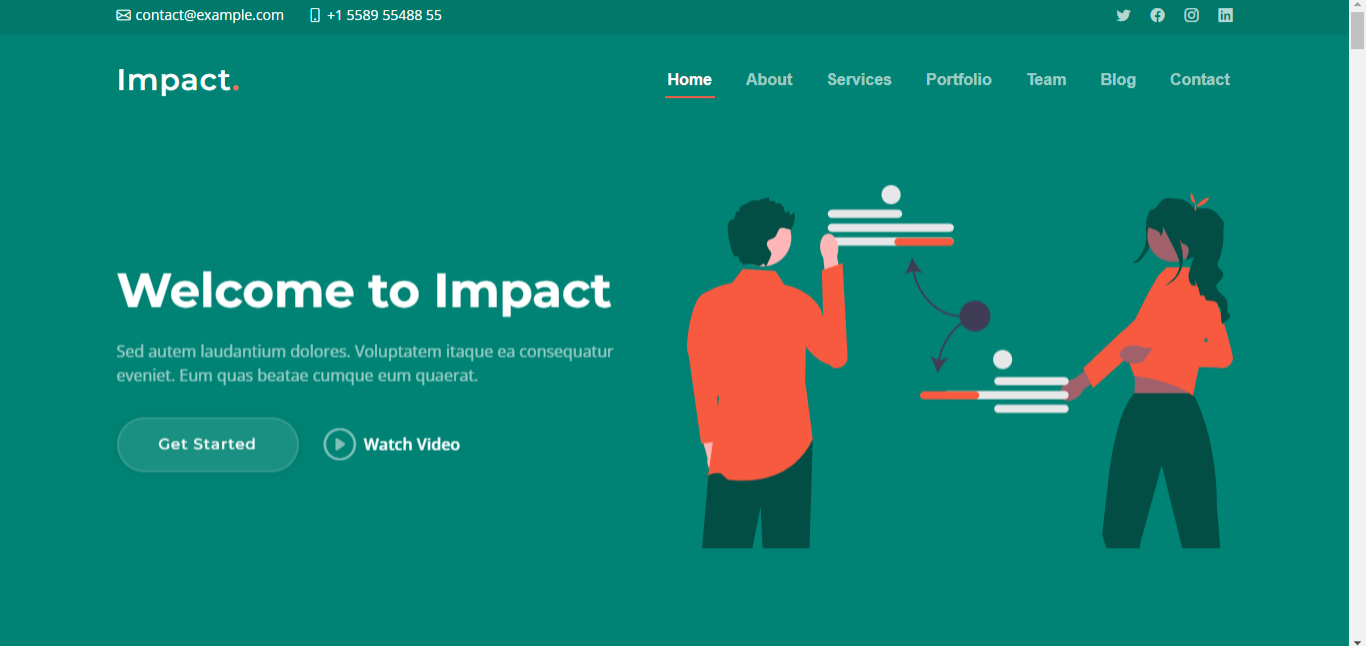 contact@example.com +1 5589 55488 55
Impact.
Home About Services Portfolio Team Blog Contact
Welcome to Impact
Sed autem laudantium dolores. Voluptatem itaque ea consequatur
eveniet. Eum quas beatae cumque eum quaerat.
Get Started Watch Video